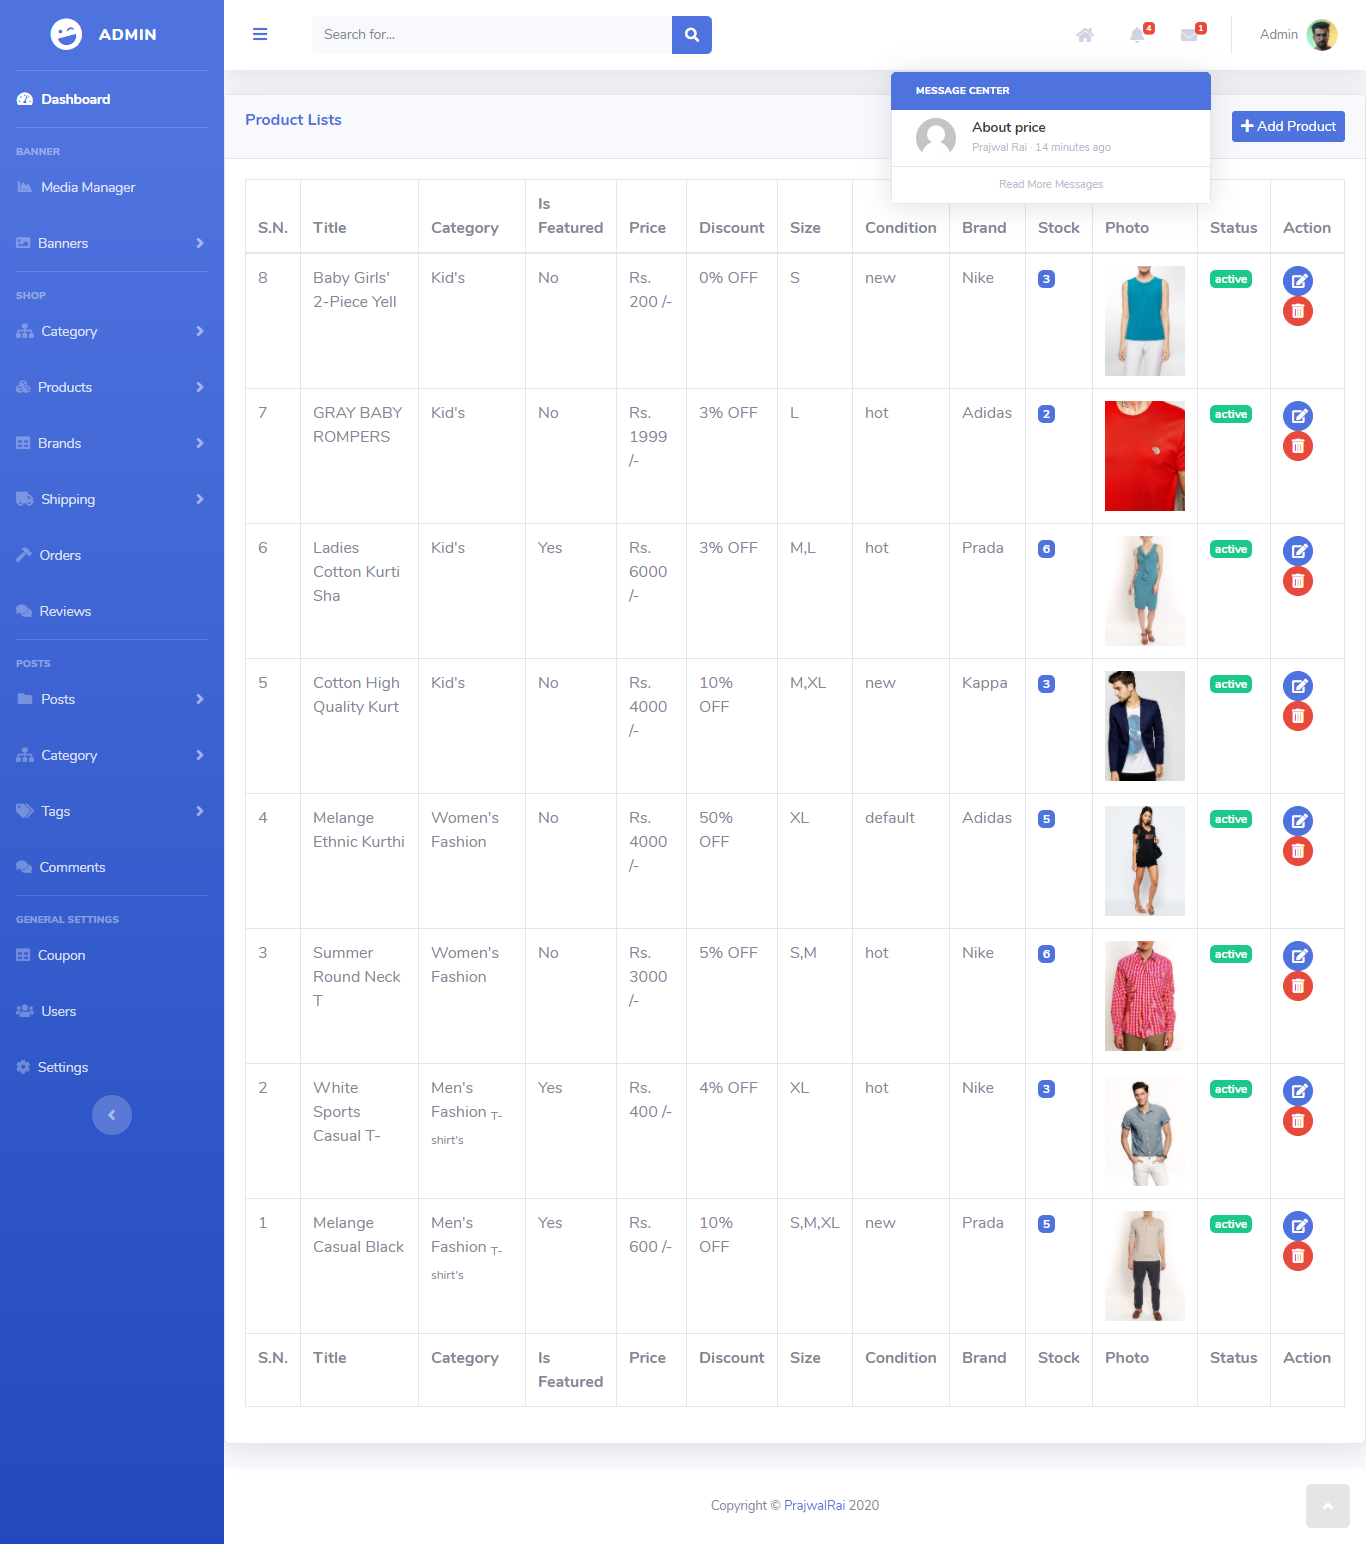 ADMIN
Dashboard
BANNER
Media Manager
Banners
SHOP
Category
Products
Brands
Shipping
Orders
Reviews
POSTS
Posts
Category
Tags
Comments
GENERAL SETTINGS
Coupon
Users
Settings
Search for...
4
1
Admin
MESSAGE CENTER
About price
Prajwal Rai · 14 minutes ago
Read More Messages
Product Lists
Add Product
S.N. Title Category Is Featured Price Discount Size Condition Brand Stock Photo Status Action
8 Baby Girls' 2-Piece Yell Kid's No Rs. 200 /- 0% OFF S new Nike 3 active
7 GRAY BABY ROMPERS Kid's No Rs. 1999 /- 3% OFF L hot Adidas 2 active
6 Ladies Cotton Kurti Sha Kid's Yes Rs. 6000 /- 3% OFF M,L hot Prada 6 active
5 Cotton High Quality Kurt Kid's No Rs. 4000 /- 10% OFF M,XL new Kappa 3 active
4 Melange Ethnic Kurthi Women's Fashion No Rs. 4000 /- 50% OFF XL default Adidas 5 active
3 Summer Round Neck T Women's Fashion No Rs. 3000 /- 5% OFF S,M hot Nike 6 active
2 White Sports Casual T- Men's Fashion T-shirt's Yes Rs. 400 /- 4% OFF XL hot Nike 3 active
1 Melange Casual Black Men's Fashion T-shirt's Yes Rs. 600 /- 10% OFF S,M,XL new Prada 5 active
S.N. Title Category Is Featured Price Discount Size Condition Brand Stock Photo Status Action
Copyright © PrajwalRai 2020